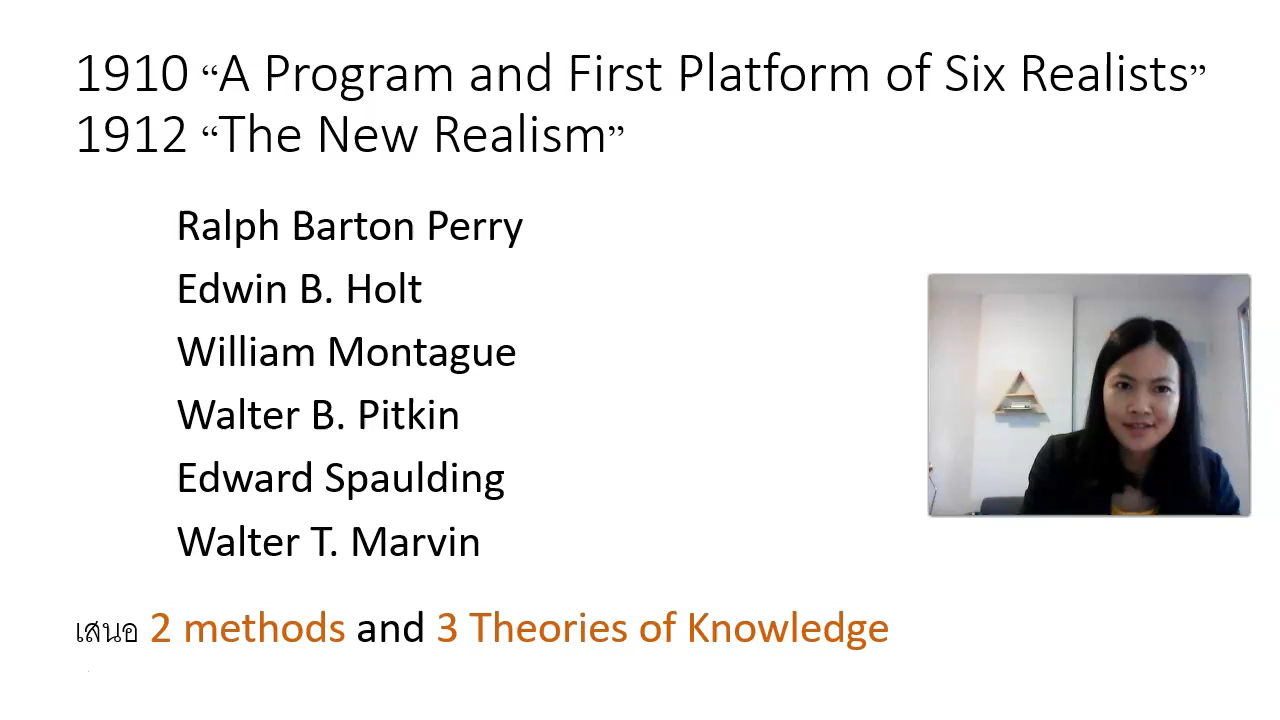 1910 “A Program and First Platform of Six Realists”
1912 “The New Realism”
Ralph Barton Perry
Edwin B. Holt
William Montague
Walter B. Pitkin
Edward Spaulding
Walter T. Marvin
เสนอ 2 methods and 3 Theories of Knowledge